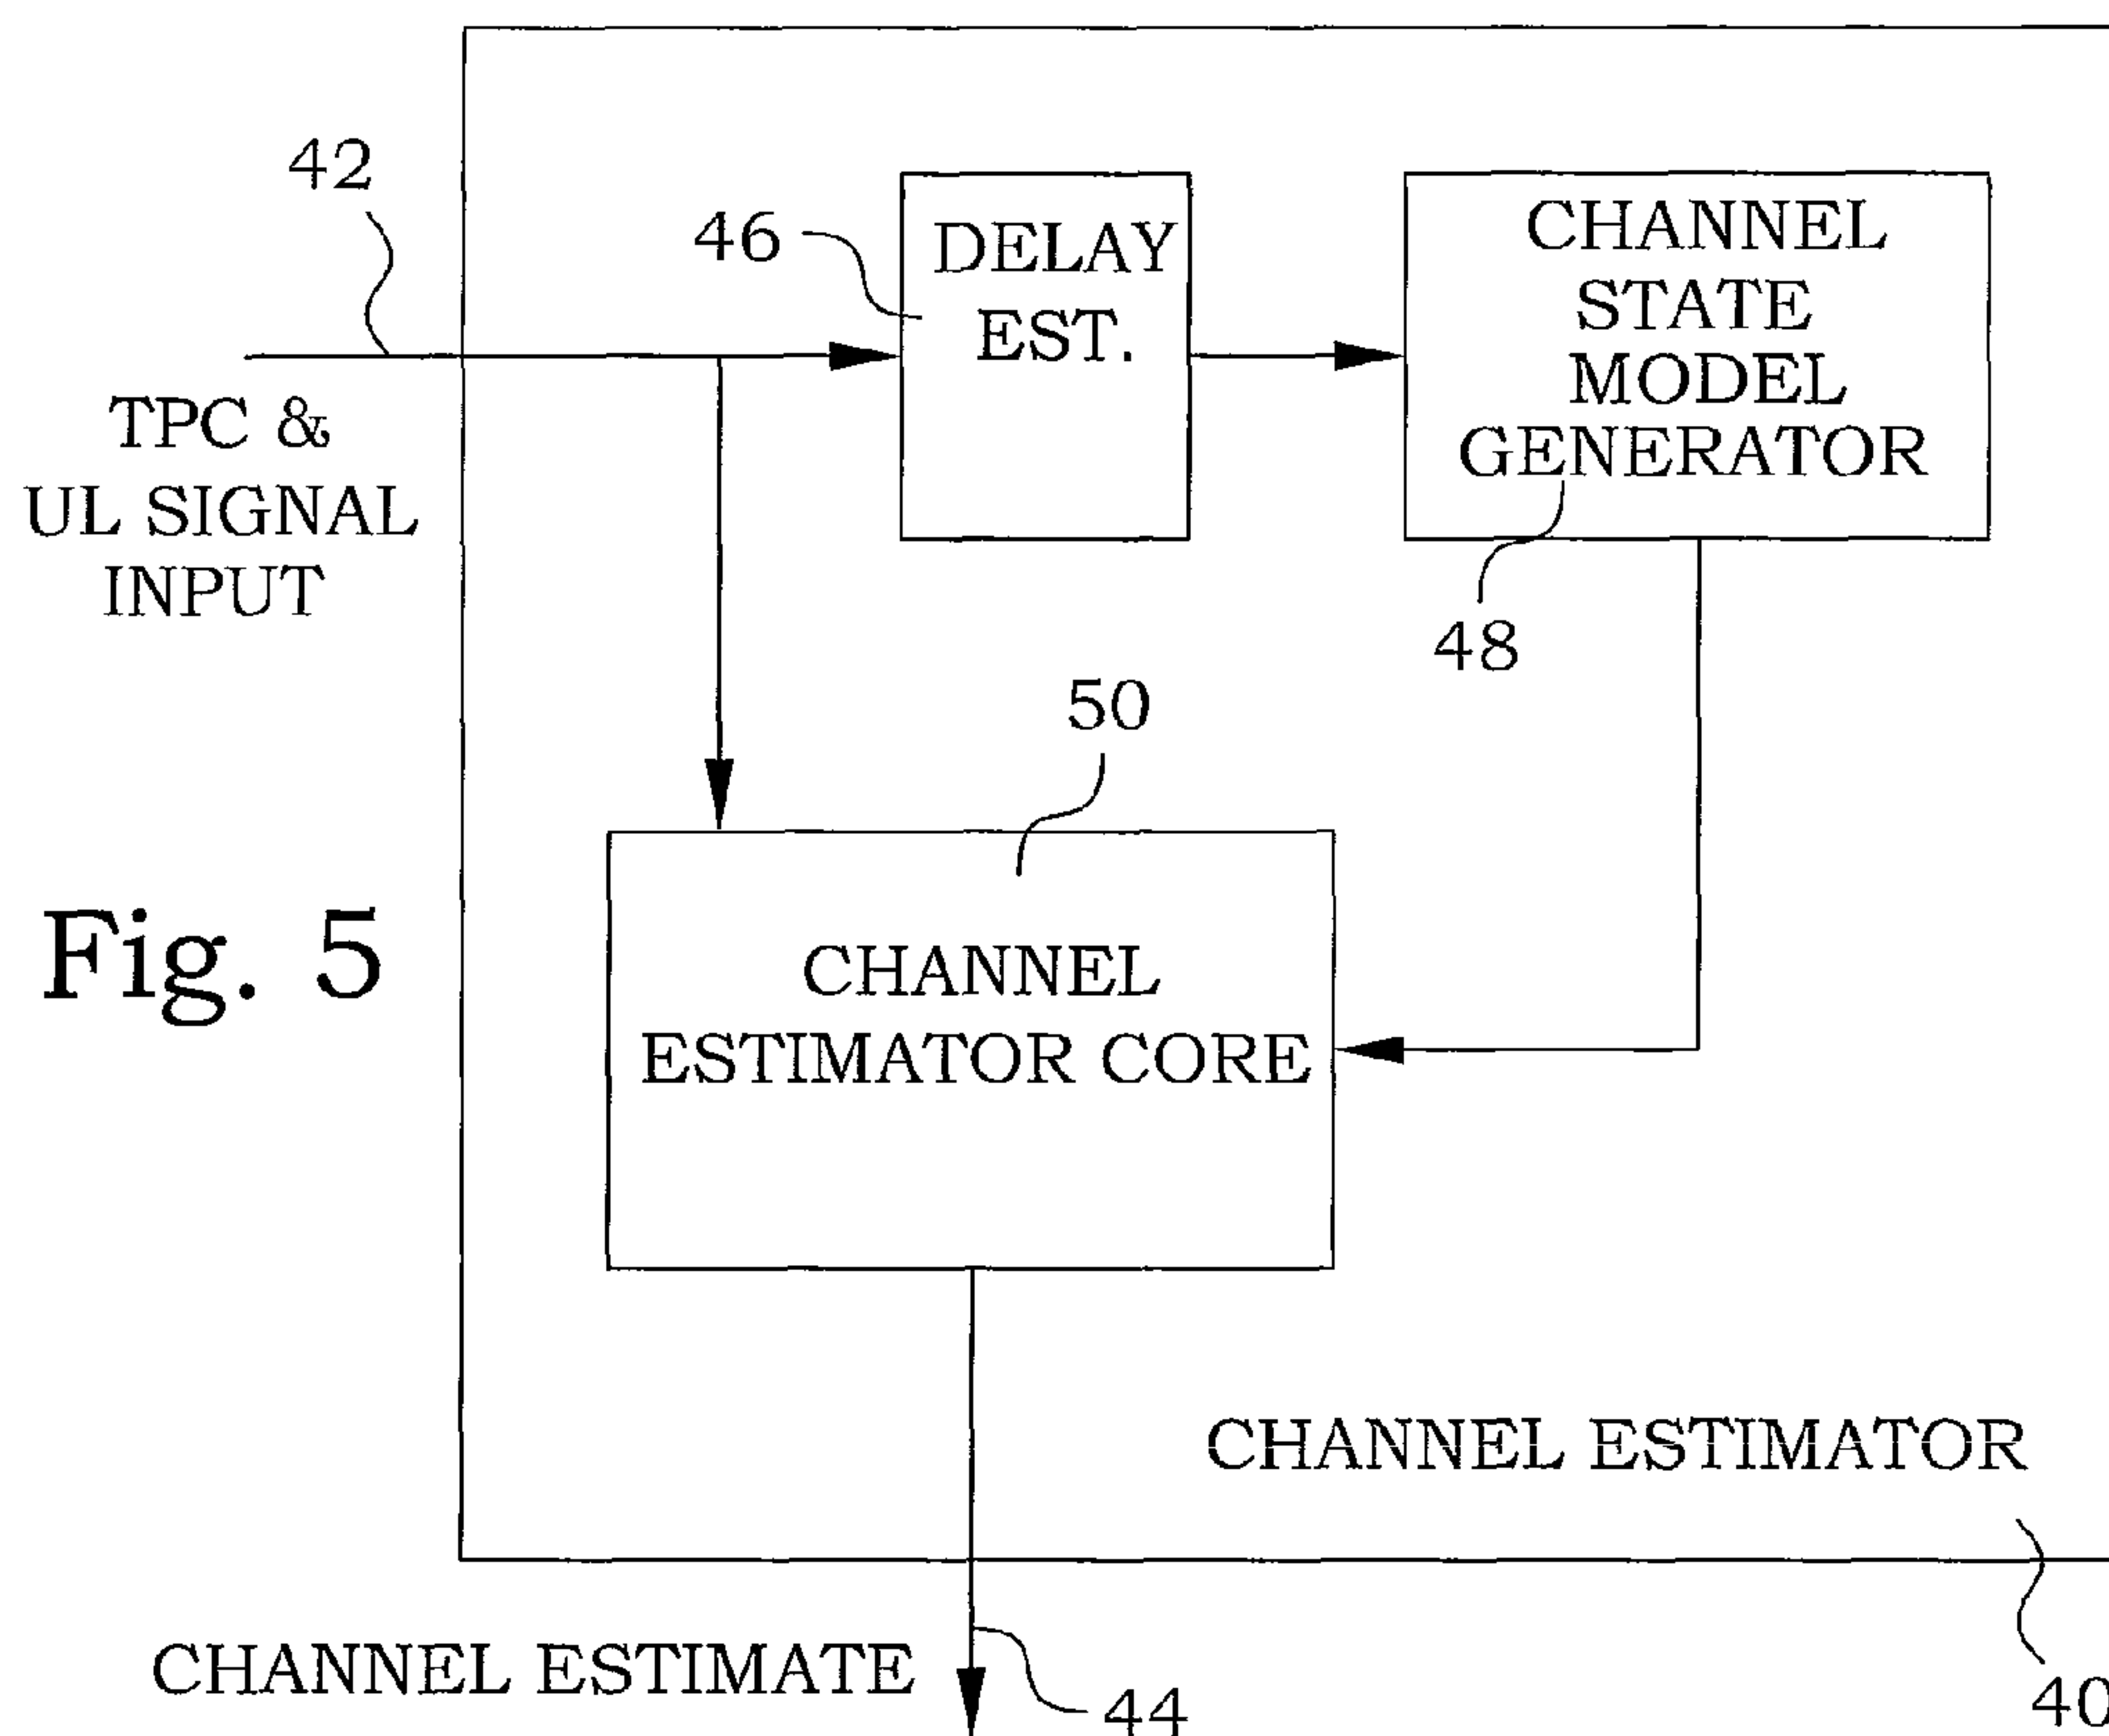 42
46
DELAY
EST.
CHANNEL
STATE
MODEL
GENERATOR
TPC &
UL SIGNAL
INPUT
48
50
Fig. 5
CHANNEL
ESTIMATOR CORE
CHANNEL ESTIMATOR
CHANNEL ESTIMATE
44
40